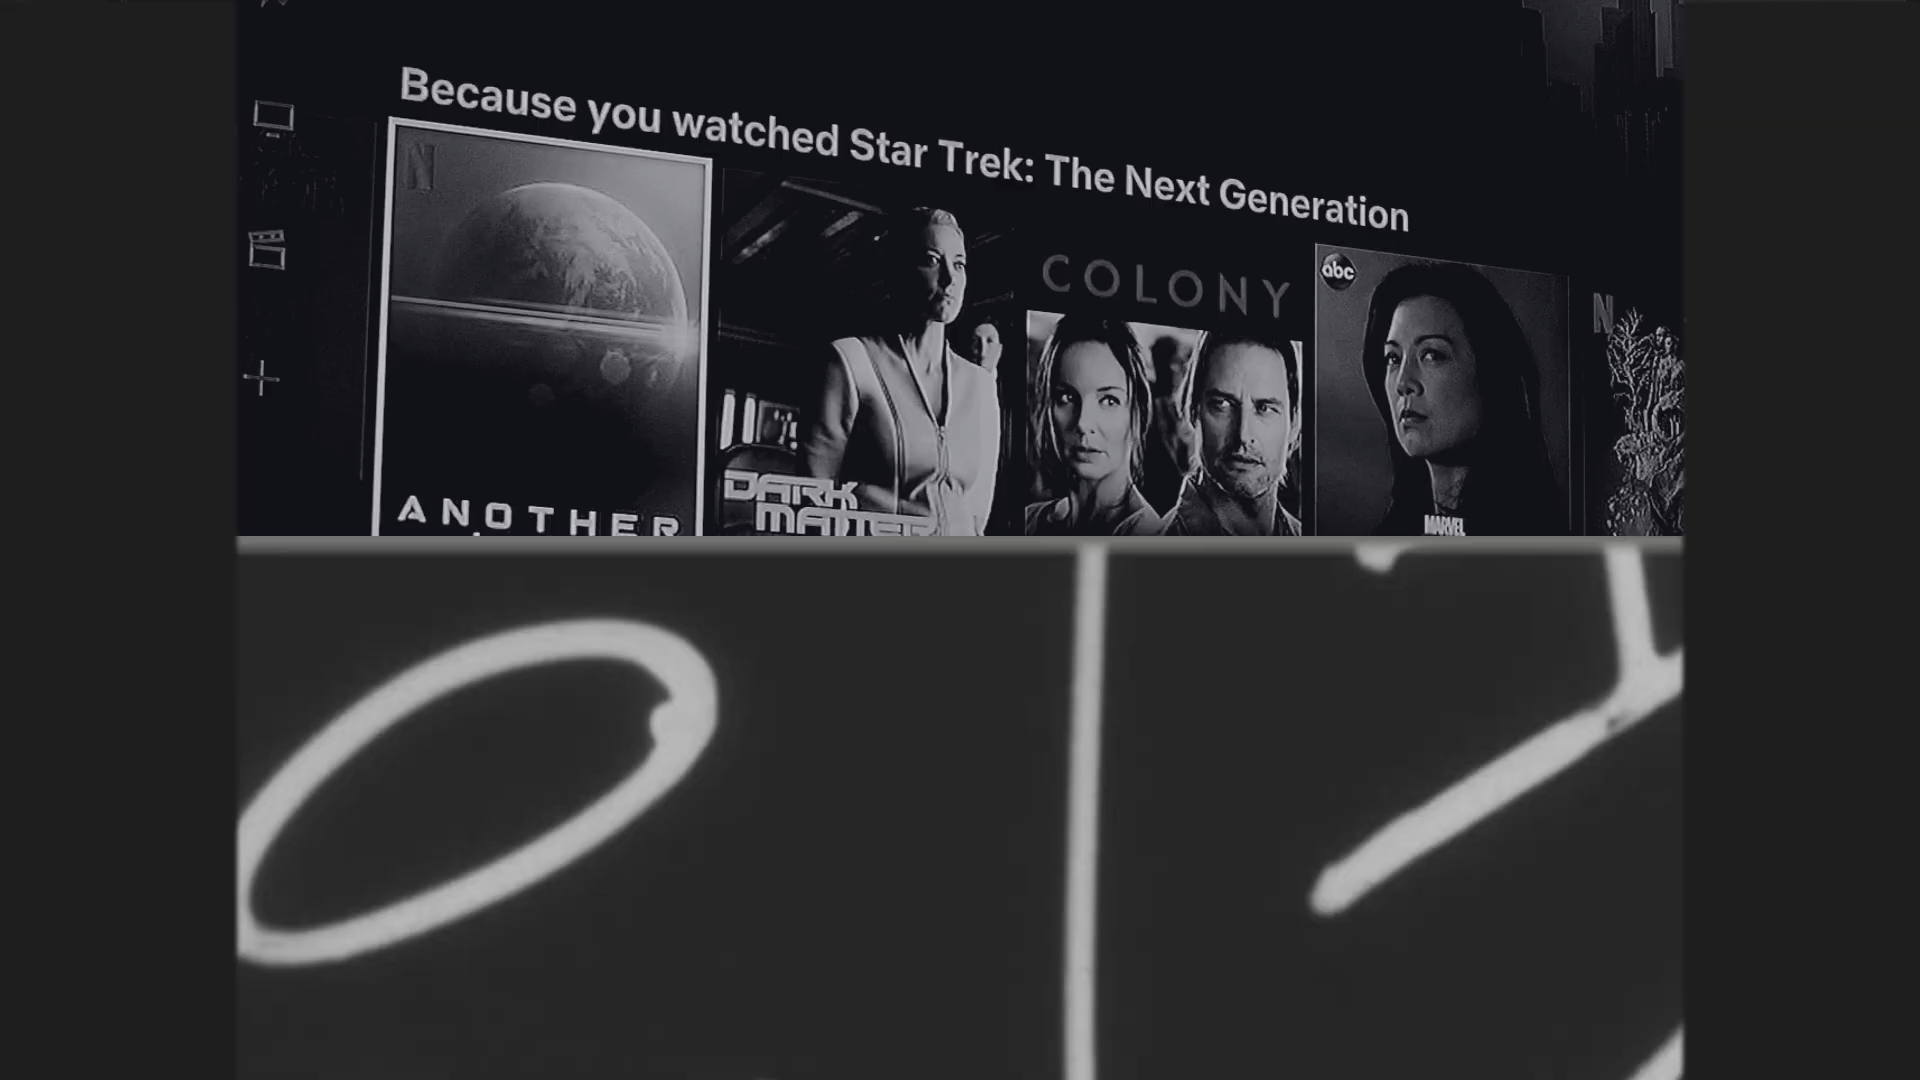 Because you watched Star Trek: The Next Generation
N
ANOTHER
DARK
MATTER
COLONY
abc
MARVEL
N